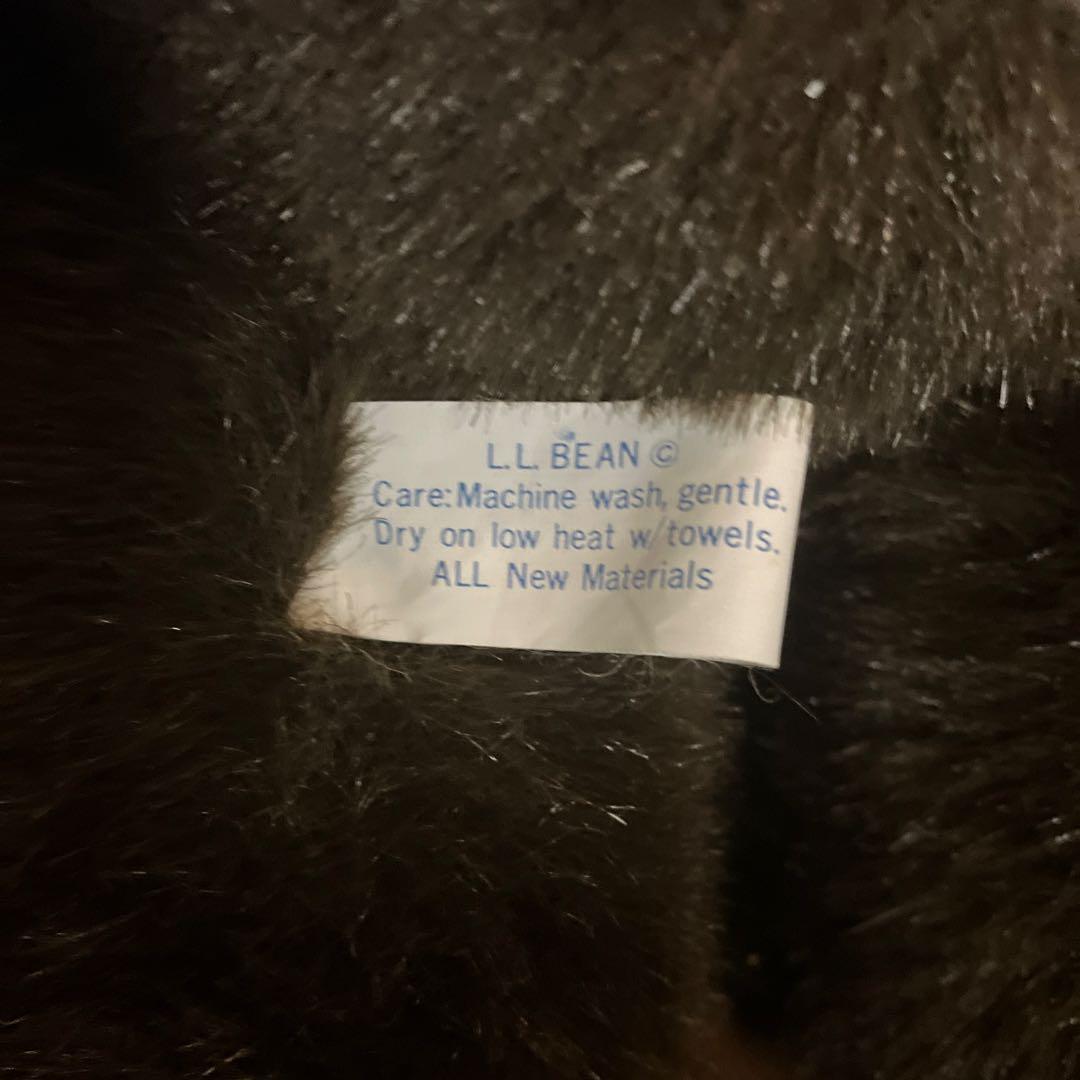 L.L. BEAN ©
Care: Machine wash, gentle.
Dry on low heat w/towels.
ALL New Materials